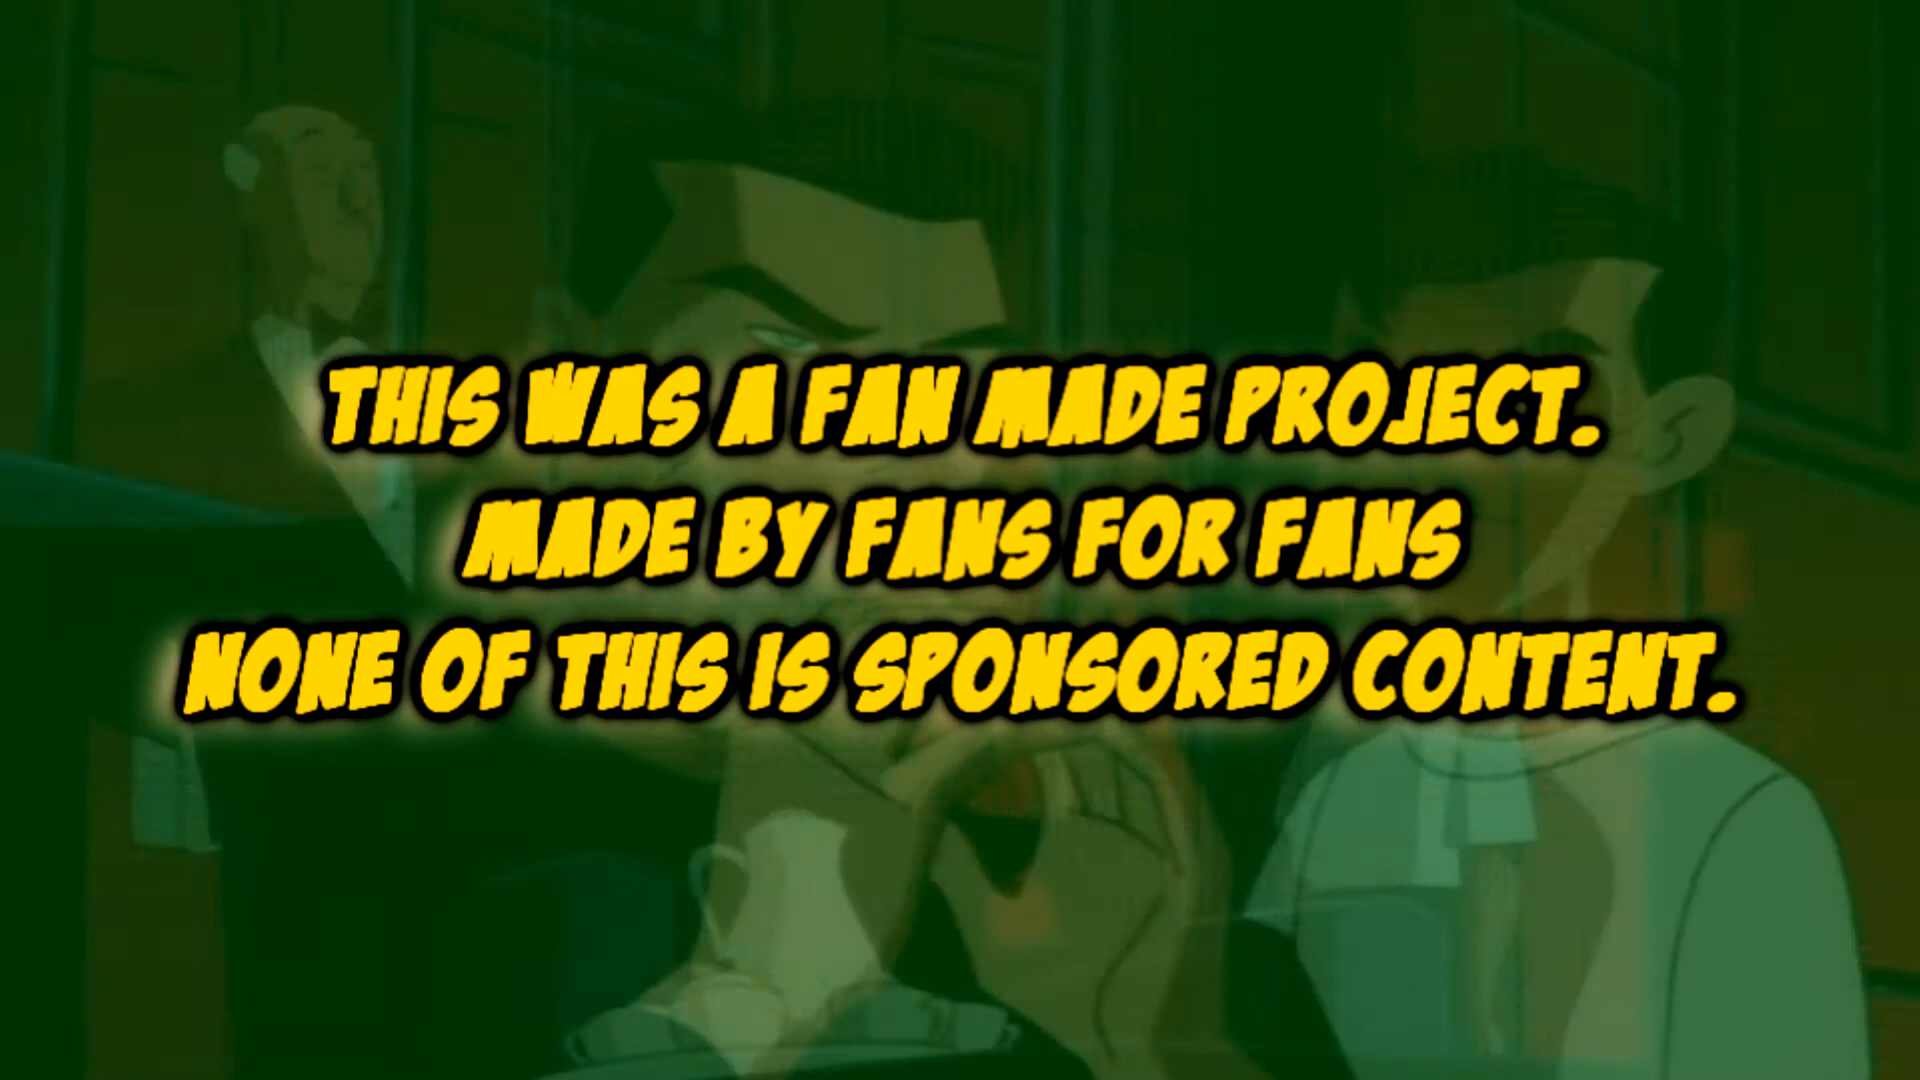 THIS WAS A FAN MADE PROJECT.
MADE BY FANS FOR FANS
NONE OF THIS IS SPONSORED CONTENT.